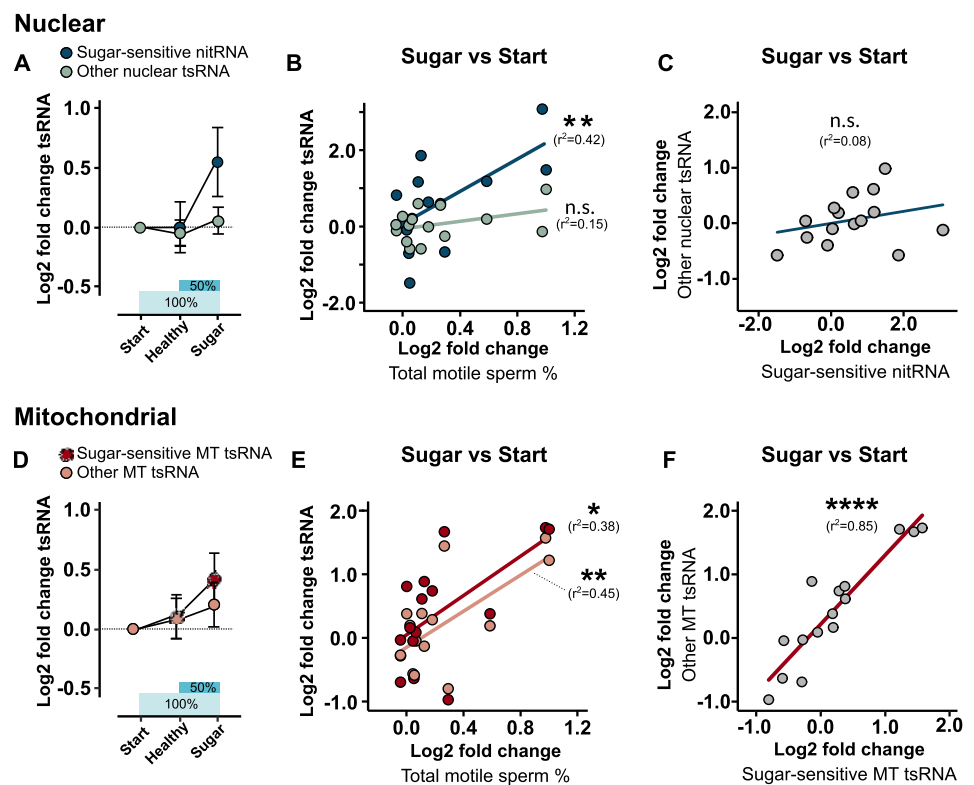 Nuclear
A
Sugar-sensitive nitRNA
Other nuclear tsRNA
Log2 fold change tsRNA
1.0
0.5
0.0
-0.5
50%
100%
Start
Healthy
Sugar
B
Sugar vs Start
Log2 fold change tsRNA
2.0
0.0
-2.0
**
(r²=0.42)
n.s.
(r²=0.15)
0.0 0.4 0.8 1.2
Log2 fold change
Total motile sperm %
C
Sugar vs Start
Log2 fold change
Other nuclear tsRNA
2.0
1.0
0.0
-1.0
n.s.
(r²=0.08)
-2.0 0.0 2.0
Log2 fold change
Sugar-sensitive nitRNA
Mitochondrial
D
Sugar-sensitive MT tsRNA
Other MT tsRNA
Log2 fold change tsRNA
1.0
0.5
0.0
-0.5
50%
100%
Start
Healthy
Sugar
E
Sugar vs Start
Log2 fold change tsRNA
2.0
1.0
0.0
-1.0
*
(r²=0.38)
**
(r²=0.45)
0.0 0.4 0.8 1.2
Log2 fold change
Total motile sperm %
F
Sugar vs Start
Log2 fold change
Other MT tsRNA
2.0
1.0
0.0
-1.0
****
(r²=0.85)
-1.0 0.0 1.0 2.0
Log2 fold change
Sugar-sensitive MT tsRNA